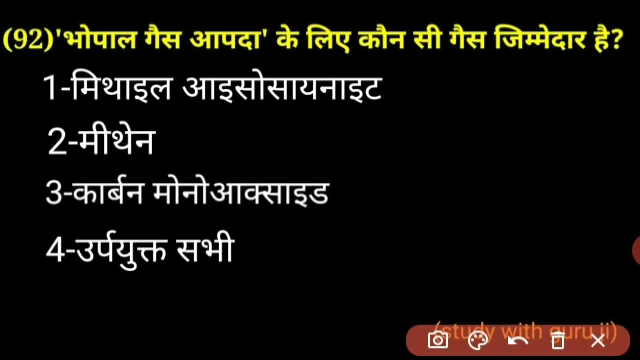 (92)'भोपाल गैस आपदा' के लिए कौन सी गैस जिम्मेदार है?
1-मिथाइल आइसोसायनाइट
2-मीथेन
3-कार्बन मोनोआक्साइड
4-उर्पयुक्त सभी
(study with guru ji)